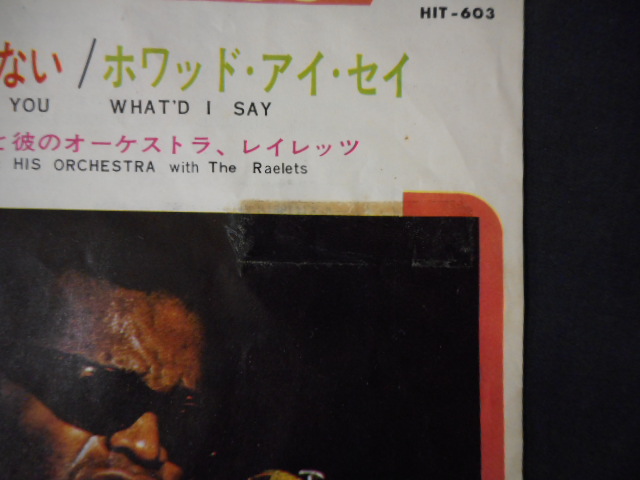 HIT-603
ない/ホワッド・アイ・セイ
YOU WHAT'D I SAY
と彼のオーケストラ、レイレッツ
HIS ORCHESTRA with The Raelets